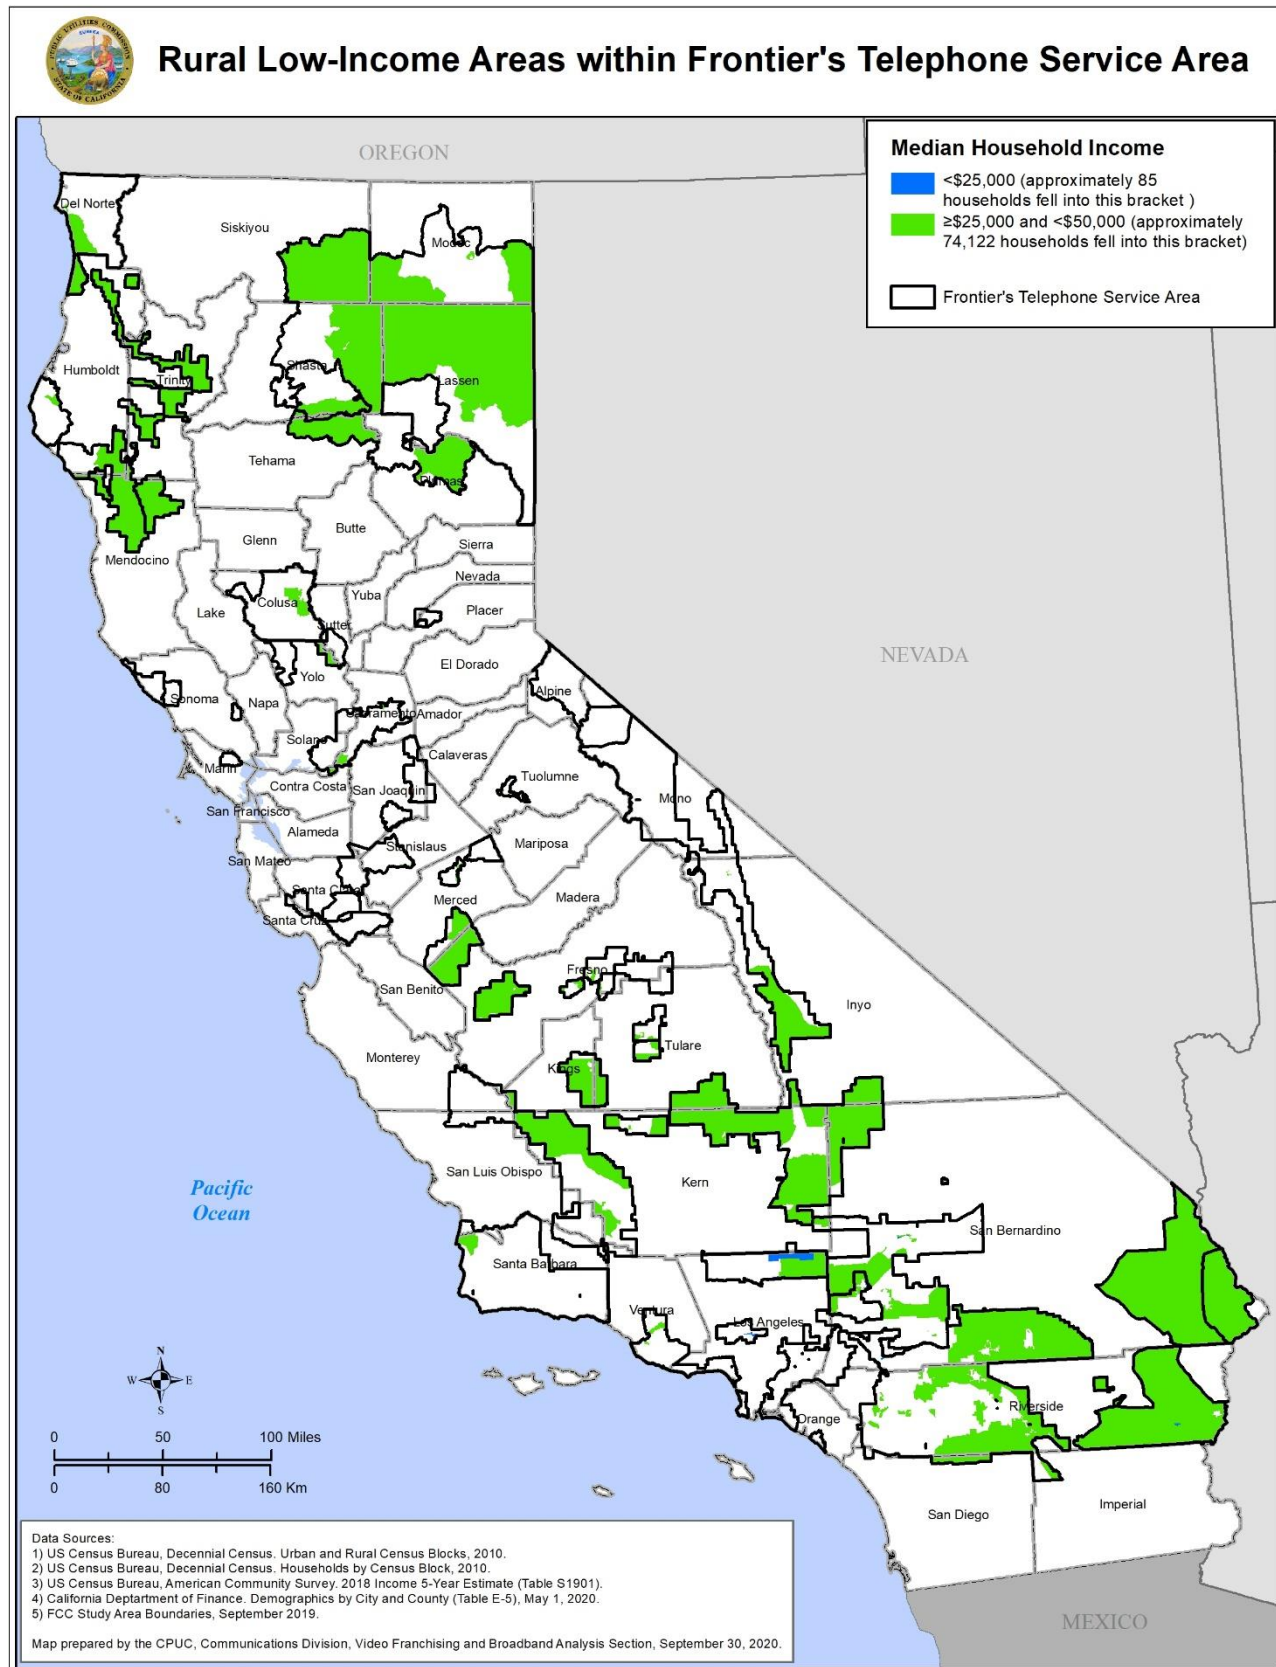 Rural Low-Income Areas within Frontier's Telephone Service Area
PUBLIC UTILITIES COMMISSION
STATE OF CALIFORNIA
EUREKA
OREGON
Median Household Income
<$25,000 (approximately 85
households fell into this bracket )
≥$25,000 and <$50,000 (approximately
74,122 households fell into this bracket)
Frontier's Telephone Service Area
Del Norte
Siskiyou
Modoc
Humboldt
Trinity
Shasta
Lassen
Tehama
Plumas
Mendocino
Glenn
Butte
Sierra
Nevada
Lake
Colusa
Yuba
Placer
Sutter
El Dorado
NEVADA
Sonoma
Napa
Yolo
Alpine
Sacramento
Amador
Solano
Calaveras
Marin
Contra Costa
San Joaquin
Tuolumne
Mono
San Francisco
Alameda
Stanislaus
Mariposa
San Mateo
Santa Clara
Merced
Madera
Santa Cruz
Fresno
San Benito
Inyo
Monterey
Kings
Tulare
San Luis Obispo
Kern
Pacific
Ocean
San Bernardino
Santa Barbara
Ventura
Los Angeles
Orange
Riverside
San Diego
Imperial
MEXICO
N
W
E
S
0 50 100 Miles
0 80 160 Km
Data Sources:
1) US Census Bureau, Decennial Census. Urban and Rural Census Blocks, 2010.
2) US Census Bureau, Decennial Census. Households by Census Block, 2010.
3) US Census Bureau, American Community Survey. 2018 Income 5-Year Estimate (Table S1901).
4) California Deptartment of Finance. Demographics by City and County (Table E-5), May 1, 2020.
5) FCC Study Area Boundaries, September 2019.
Map prepared by the CPUC, Communications Division, Video Franchising and Broadband Analysis Section, September 30, 2020.